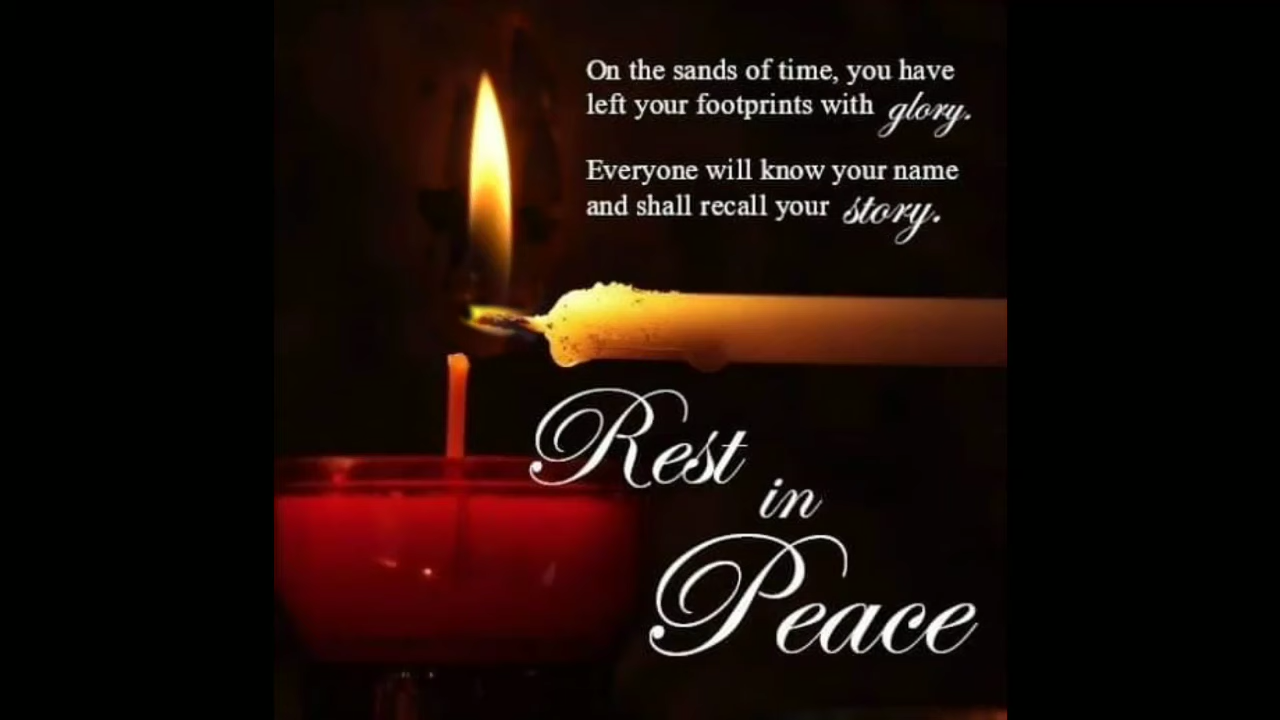 On the sands of time, you have
left your footprints with glory.
Everyone will know your name
and shall recall your story.
Rest
in
Peace